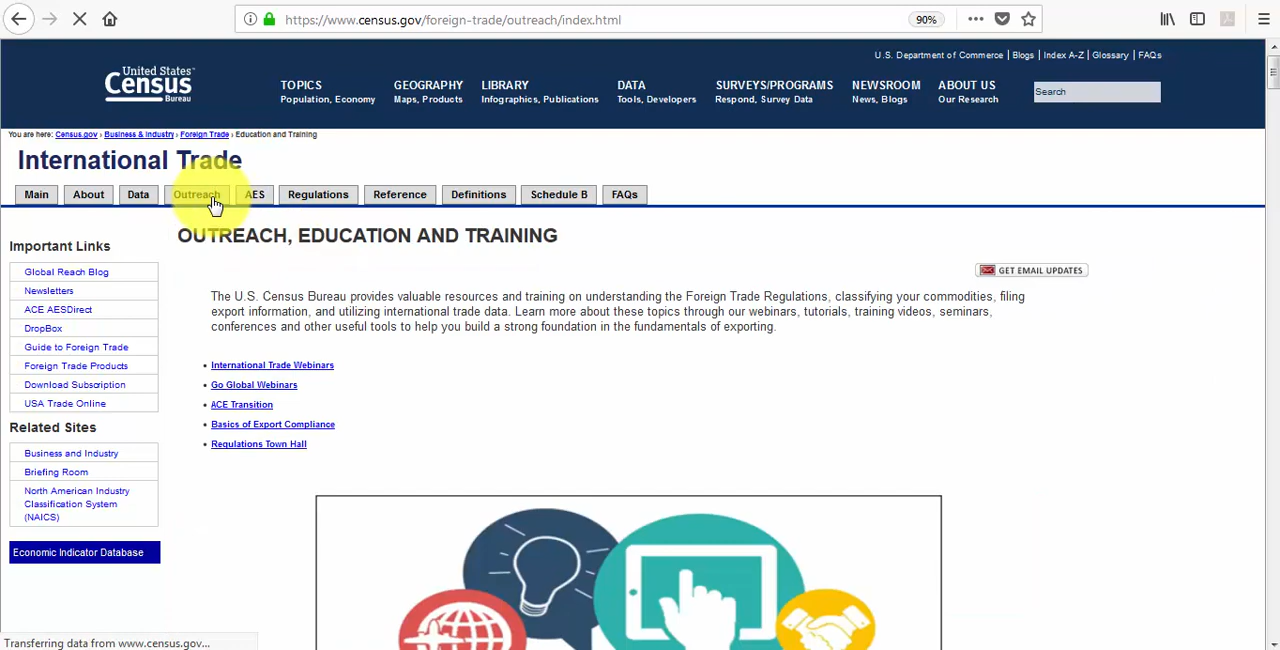 https://www.census.gov/foreign-trade/outreach/index.html
90%
U.S. Department of Commerce | Blogs | Index A-Z | Glossary | FAQs
United States
Census
Bureau
TOPICS
Population, Economy
GEOGRAPHY
Maps, Products
LIBRARY
Infographics, Publications
DATA
Tools, Developers
SURVEYS/PROGRAMS
Respond, Survey Data
NEWSROOM
News, Blogs
ABOUT US
Our Research
Search
You are here: Census.gov › Business & Industry › Foreign Trade › Education and Training
International Trade
Main About Data Outreach AES Regulations Reference Definitions Schedule B FAQs
Important Links
Global Reach Blog
Newsletters
ACE AESDirect
DropBox
Guide to Foreign Trade
Foreign Trade Products
Download Subscription
USA Trade Online
Related Sites
Business and Industry
Briefing Room
North American Industry
Classification System
(NAICS)
Economic Indicator Database
OUTREACH, EDUCATION AND TRAINING
GET EMAIL UPDATES
The U.S. Census Bureau provides valuable resources and training on understanding the Foreign Trade Regulations, classifying your commodities, filing
export information, and utilizing international trade data. Learn more about these topics through our webinars, tutorials, training videos, seminars,
conferences and other useful tools to help you build a strong foundation in the fundamentals of exporting.
• International Trade Webinars
• Go Global Webinars
• ACE Transition
• Basics of Export Compliance
• Regulations Town Hall
Transferring data from www.census.gov...